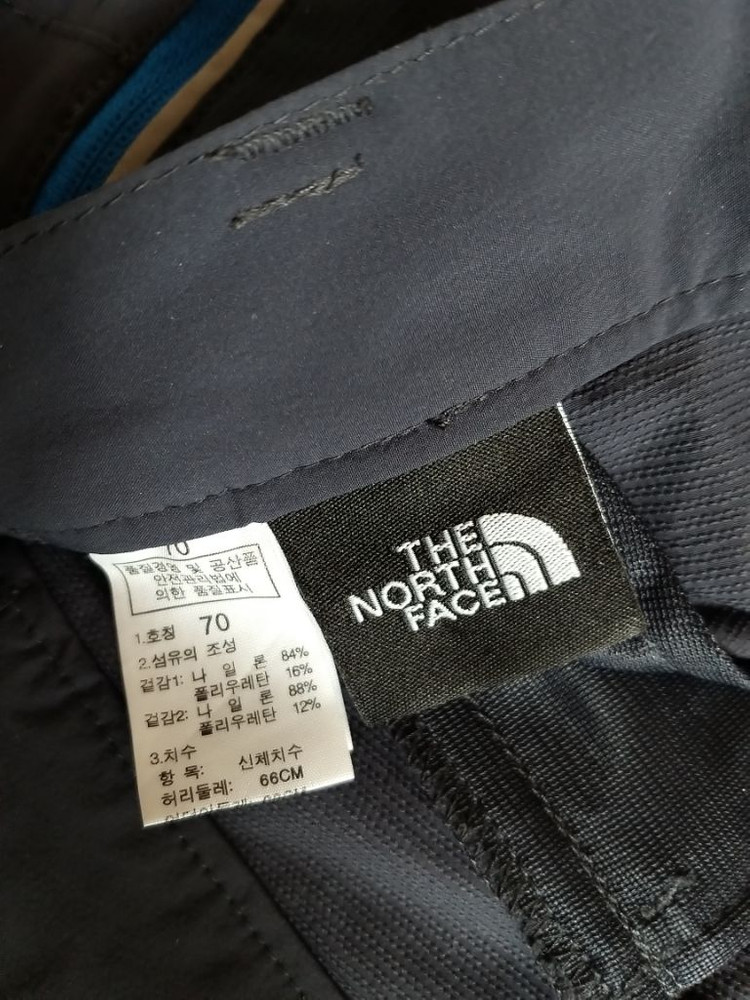 70
품질경영 및 공산품
안전관리법에
의한 품질표시
1.호칭 70
2.섬유의 조성
겉감1: 나 일 론 84%
폴리우레탄 16%
겉감2: 나 일 론 88%
폴리우레탄 12%
3.치수
항 목: 신체치수
허리둘레: 66CM
THE
NORTH
FACE